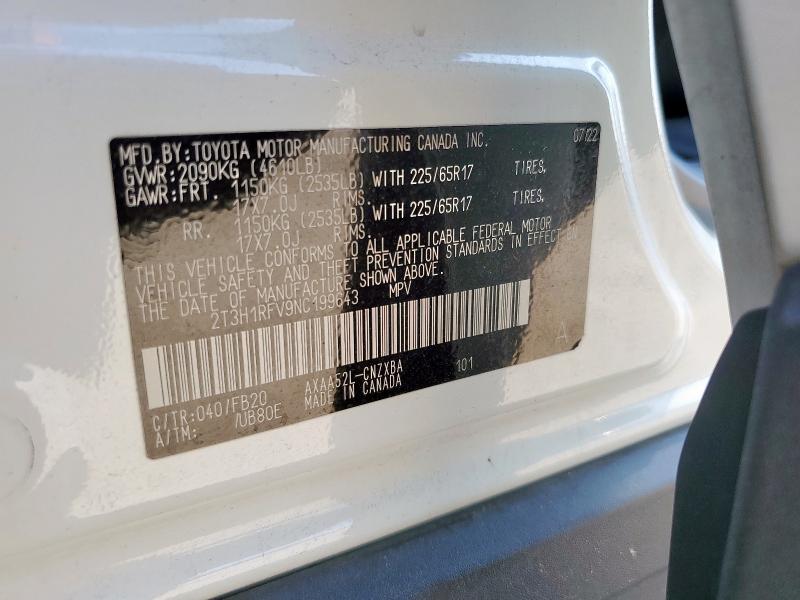 MFD. BY: TOYOTA MOTOR MANUFACTURING CANADA INC. 07/22
GVWR: 2090KG (4610LB)
GAWR: FRT. 1150KG (2535LB) WITH 225/65R17 TIRES,
17X7.0J RIMS.
RR. 1150KG (2535LB) WITH 225/65R17 TIRES,
17X7.0J RIMS.
THIS VEHICLE CONFORMS TO ALL APPLICABLE FEDERAL MOTOR
VEHICLE SAFETY AND THEFT PREVENTION STANDARDS IN EFFECT ON
THE DATE OF MANUFACTURE SHOWN ABOVE.
2T3H1RFV9NC199643 MPV
A
C/TR: 040/FB20 AXAA52L-CNZXBA 101
A/TM: /UB80E MADE IN CANADA